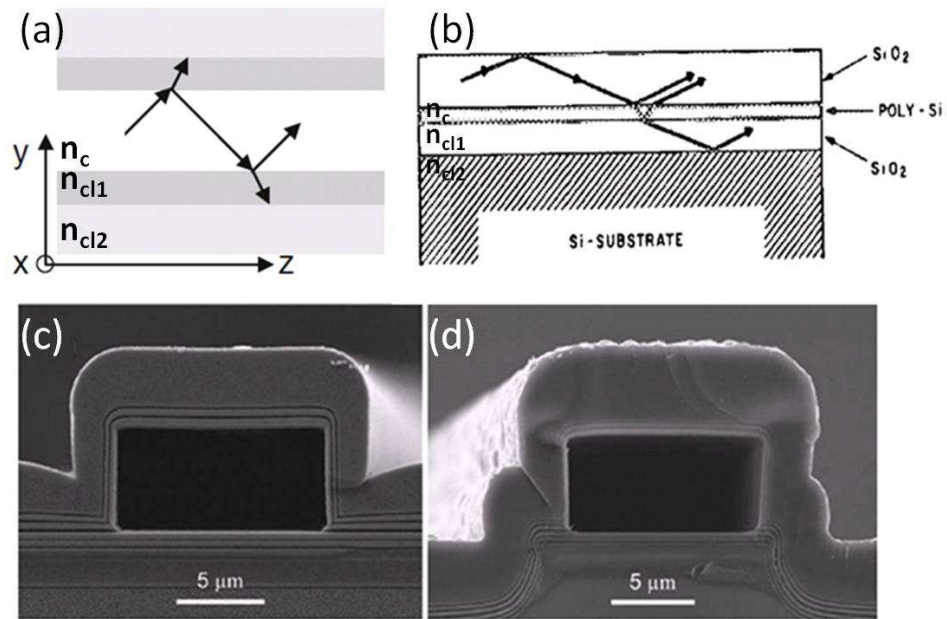 (a)
n_c
y
n_cl1
n_cl2
x
z
(b)
SiO2
n_c
POLY-Si
n_cl1
SiO2
n_cl2
Si-SUBSTRATE
(c)
5 μm
(d)
5 μm